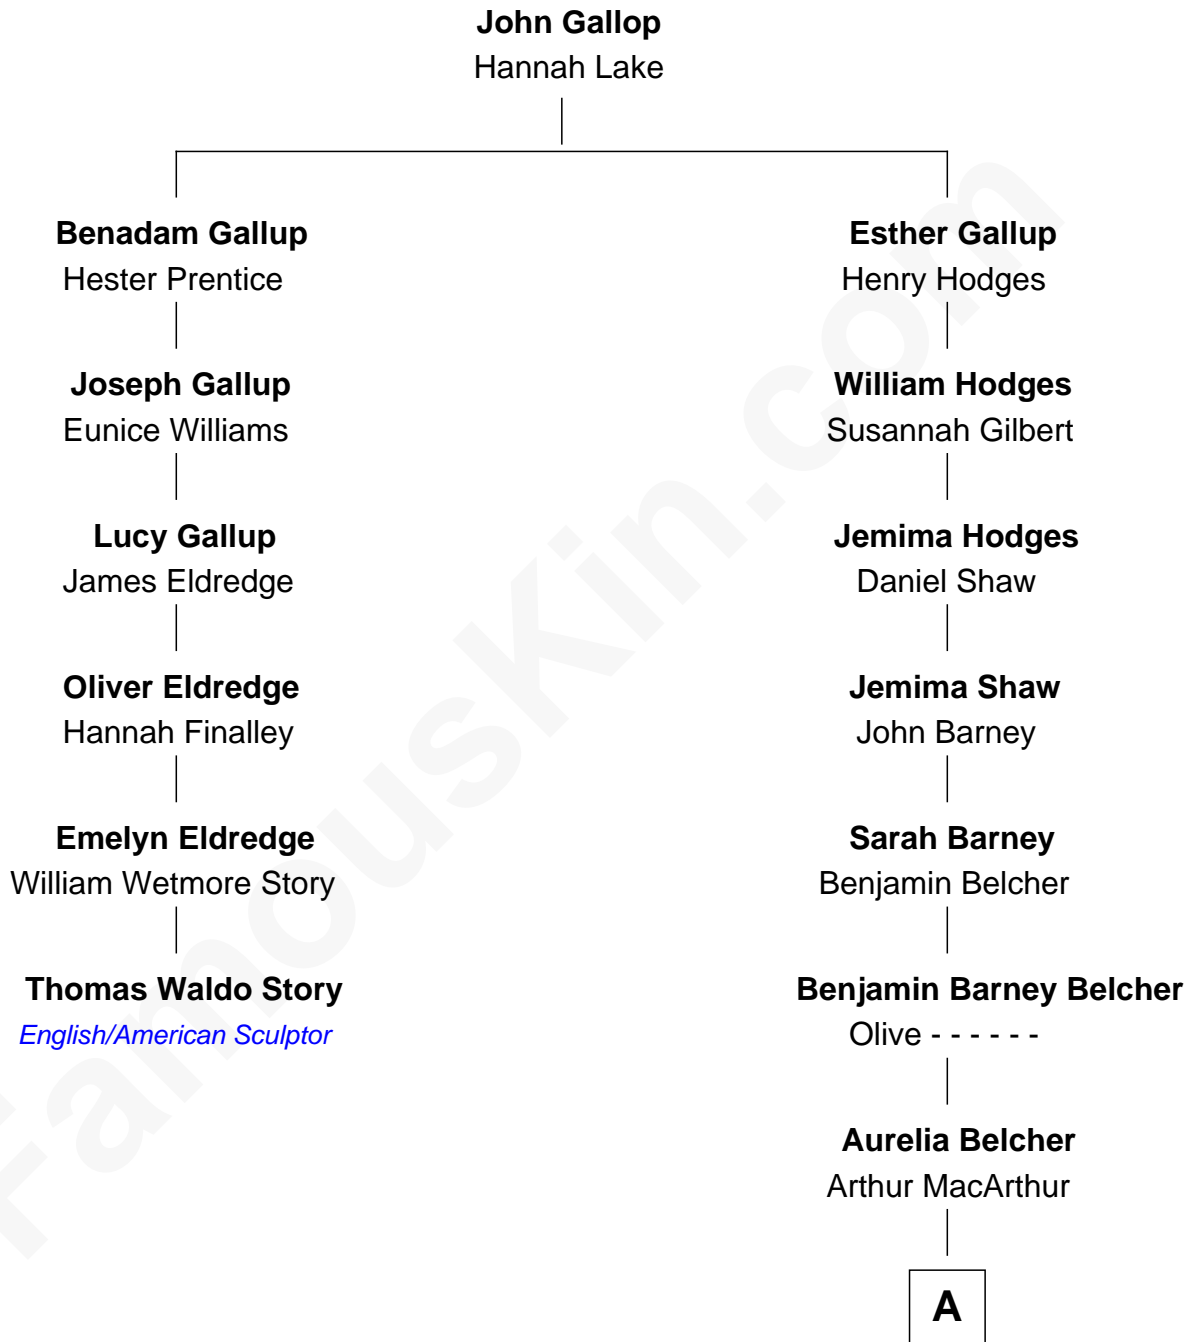 John Gallop
Hannah Lake
Benadam Gallup
Hester Prentice
Joseph Gallup
Eunice Williams
Lucy Gallup
James Eldredge
Oliver Eldredge
Hannah Finalley
Emelyn Eldredge
William Wetmore Story
Thomas Waldo Story
English/American Sculptor
Esther Gallup
Henry Hodges
William Hodges
Susannah Gilbert
Jemima Hodges
Daniel Shaw
Jemima Shaw
John Barney
Sarah Barney
Benjamin Belcher
Benjamin Barney Belcher
Olive - - - - - -
Aurelia Belcher
Arthur MacArthur
A
FamousKin.com